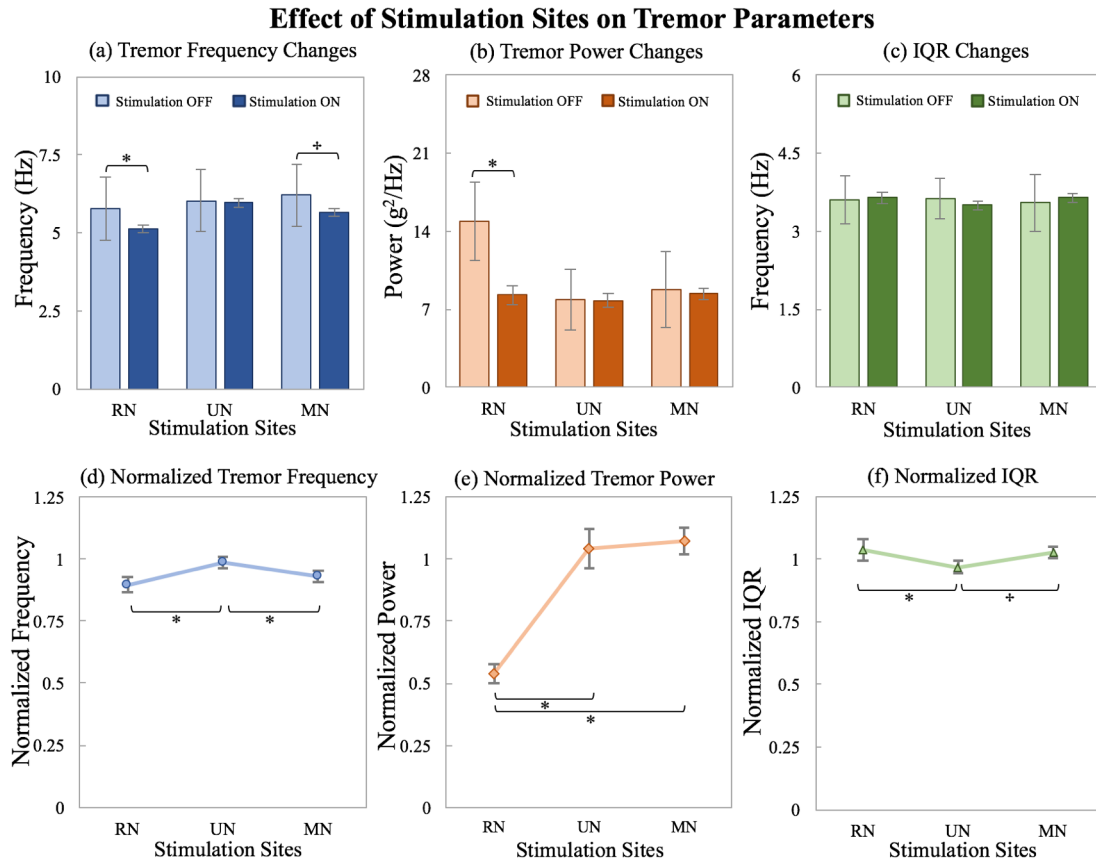 Effect of Stimulation Sites on Tremor Parameters
(a) Tremor Frequency Changes
10
7.5
5
2.5
0
Frequency (Hz)
Stimulation OFF
Stimulation ON
*
+
RN
UN
MN
Stimulation Sites
(b) Tremor Power Changes
28
21
14
7
0
Power (g²/Hz)
Stimulation OFF
Stimulation ON
*
RN
UN
MN
Stimulation Sites
(c) IQR Changes
6
4.5
3
1.5
0
Frequency (Hz)
Stimulation OFF
Stimulation ON
RN
UN
MN
Stimulation Sites
(d) Normalized Tremor Frequency
1.25
1
0.75
0.5
0.25
0
Normalized Frequency
*
*
RN
UN
MN
Stimulation Sites
(e) Normalized Tremor Power
1.25
1
0.75
0.5
0.25
0
Normalized Power
*
*
RN
UN
MN
Stimulation Sites
(f) Normalized IQR
1.25
1
0.75
0.5
0.25
0
Normalized IQR
*
+
RN
UN
MN
Stimulation Sites